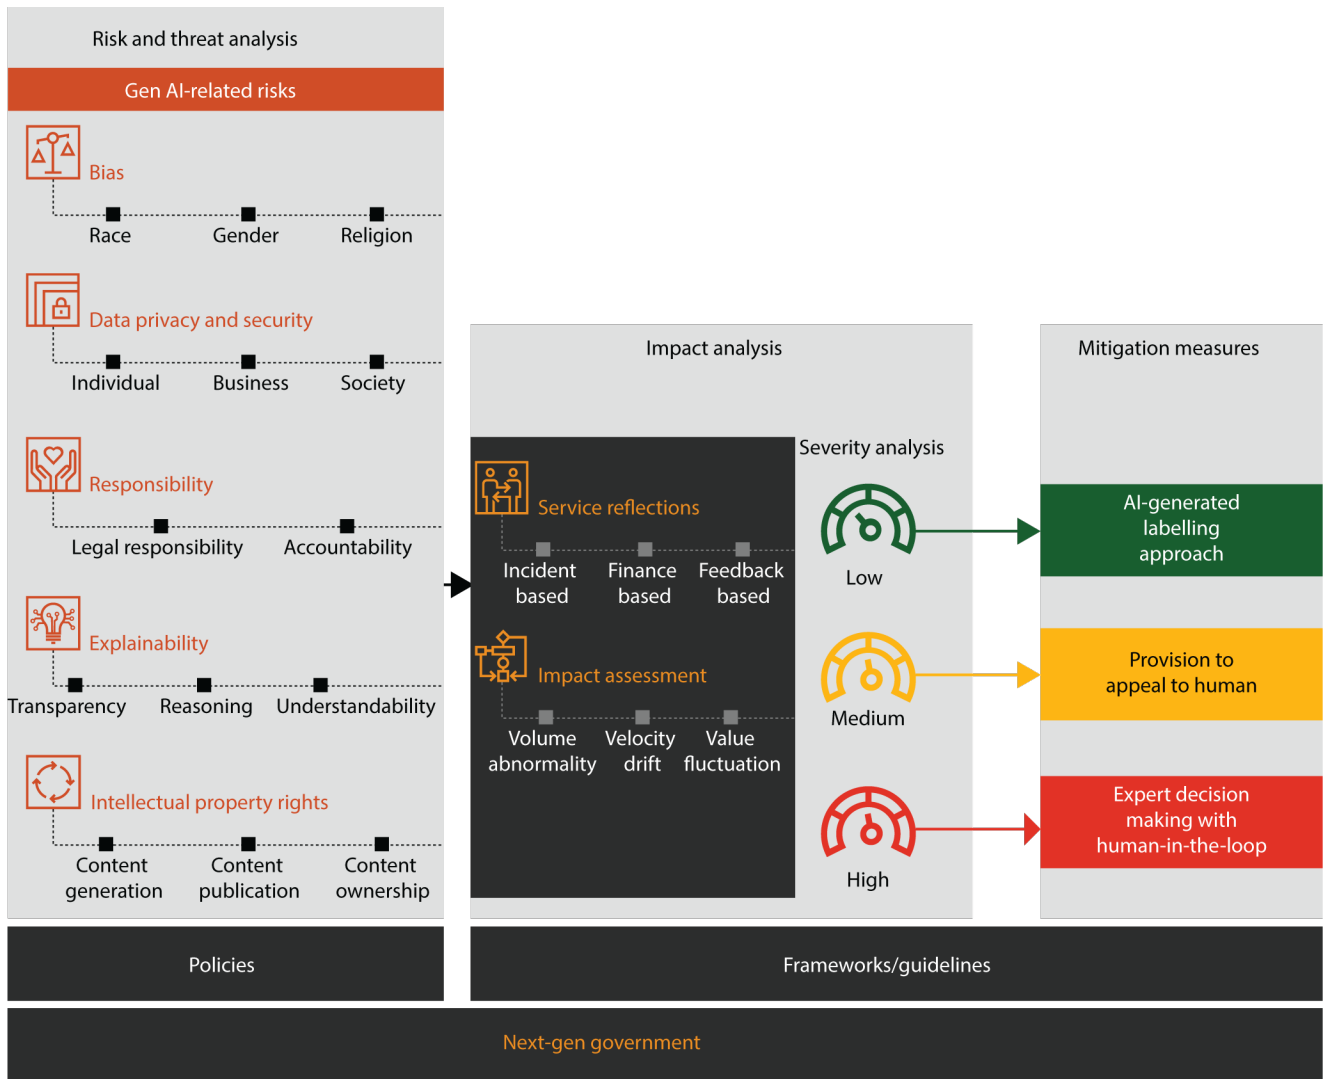 Risk and threat analysis
Gen AI-related risks
Bias
Race
Gender
Religion
Data privacy and security
Individual
Business
Society
Responsibility
Legal responsibility
Accountability
Explainability
Transparency
Reasoning
Understandability
Intellectual property rights
Content
generation
Content
publication
Content
ownership
Policies
Impact analysis
Service reflections
Incident
based
Finance
based
Feedback
based
Impact assessment
Volume
abnormality
Velocity
drift
Value
fluctuation
Severity analysis
Low
Medium
High
Mitigation measures
AI-generated
labelling
approach
Provision to
appeal to human
Expert decision
making with
human-in-the-loop
Frameworks/guidelines
Next-gen government